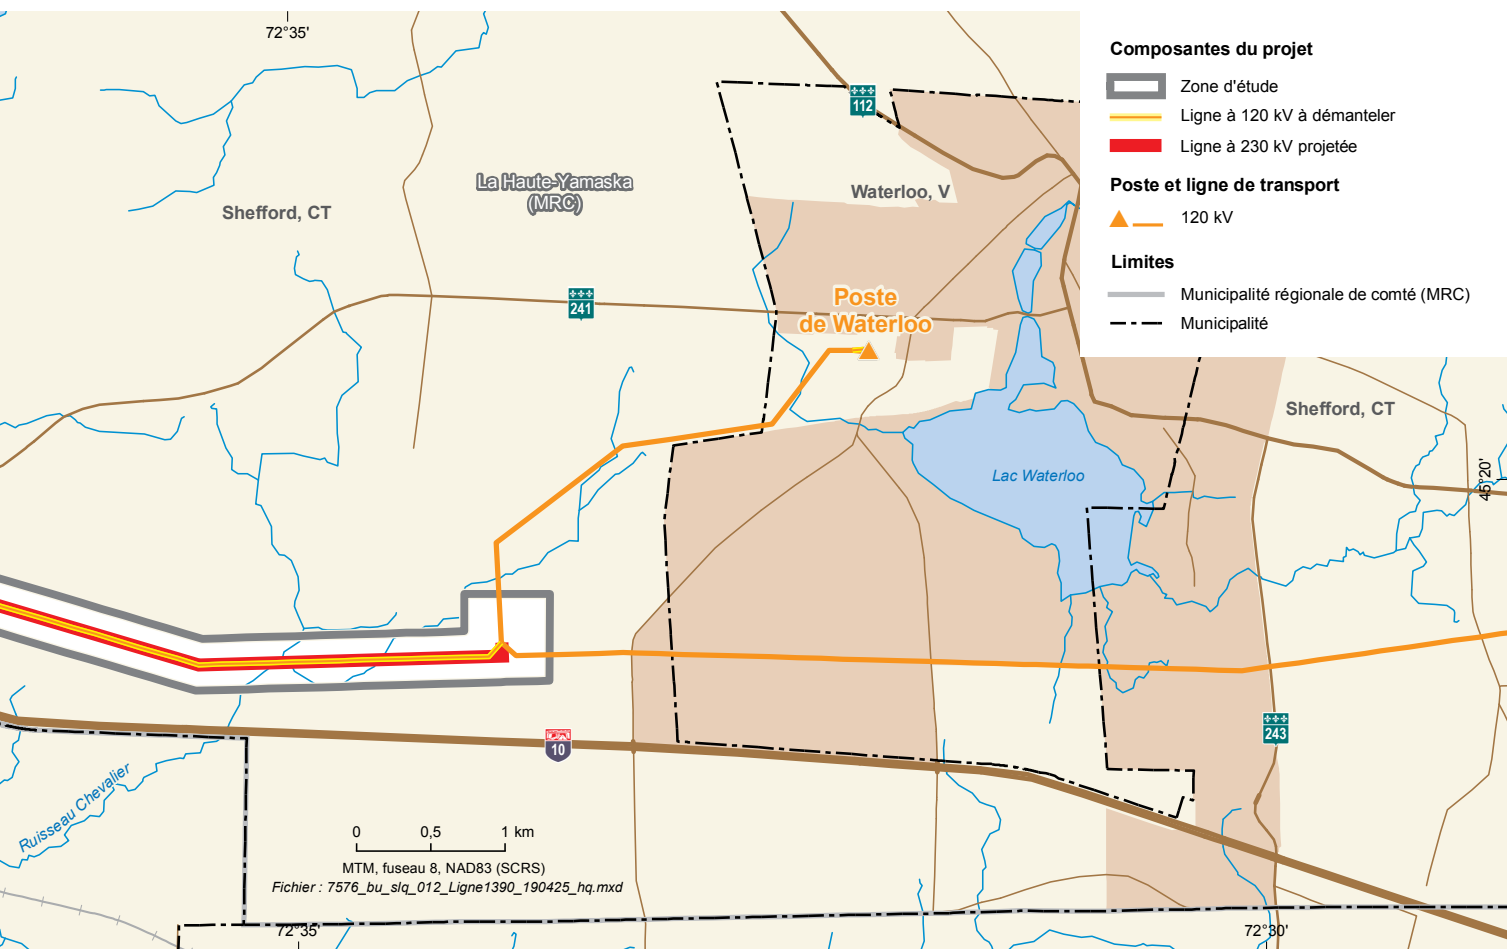 72°35'
Composantes du projet
Zone d'étude
Ligne à 120 kV à démanteler
Ligne à 230 kV projetée
Poste et ligne de transport
120 kV
Limites
Municipalité régionale de comté (MRC)
Municipalité
112
La Haute-Yamaska
(MRC)
Waterloo, V
Shefford, CT
241
Poste
de Waterloo
Shefford, CT
Lac Waterloo
45°20'
243
10
Ruisseau Chevalier
0 0,5 1 km
MTM, fuseau 8, NAD83 (SCRS)
Fichier : 7576_bu_slq_012_Ligne1390_190425_hq.mxd
72°35'
72°30'